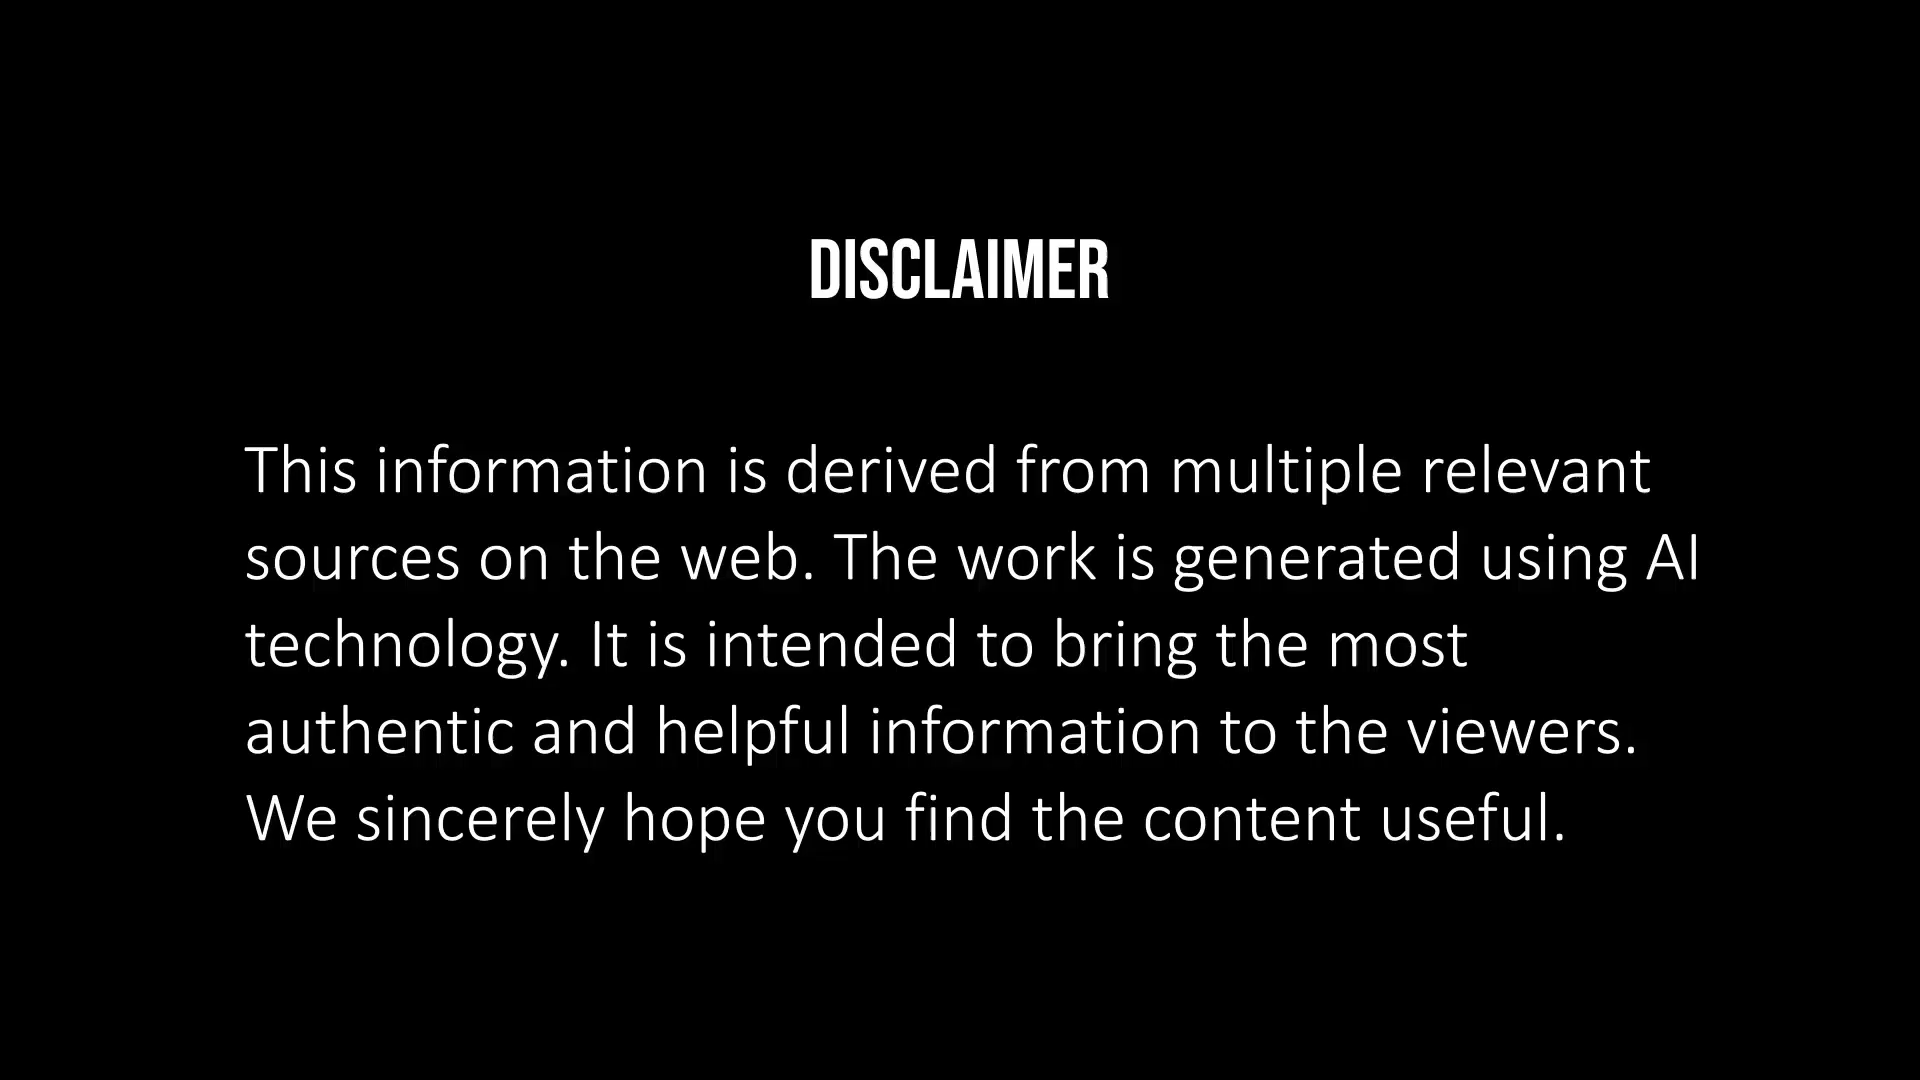 DISCLAIMER
This information is derived from multiple relevant
sources on the web. The work is generated using AI
technology. It is intended to bring the most
authentic and helpful information to the viewers.
We sincerely hope you find the content useful.